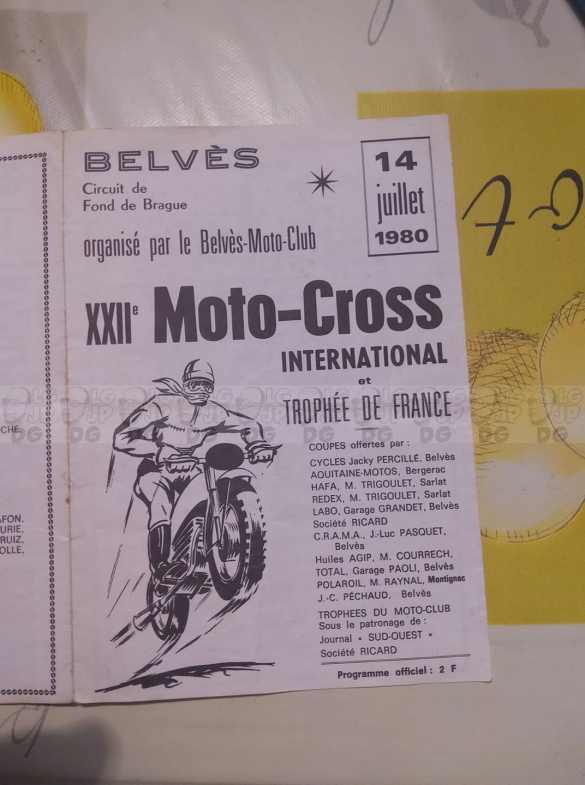 BELVÈS
Circuit de
Fond de Brague
14
juillet
1980
organisé par le Belvès-Moto-Club
XXIIe Moto-Cross
INTERNATIONAL
et
TROPHÉE DE FRANCE
COUPES offertes par :
CYCLES Jacky PERCILLÉ, Belvès
AQUITAINE-MOTOS, Bergerac
HAFA, M. TRIGOULET, Sarlat
REDEX, M. TRIGOULET, Sarlat
LABO, Garage GRANDET, Belvès
Société RICARD
C.R.A.M.A., J.-Luc PASQUET,
Belvès
Huiles AGIP, M. COURRECH,
TOTAL, Garage PAOLI, Belvès
POLAROIL, M. RAYNAL, Montignac
J.-C. PÉCHAUD, Belvès
TROPHEES DU MOTO-CLUB
Sous le patronage de :
Journal « SUD-OUEST »
Société RICARD
Programme officiel : 2 F
RUIZ,